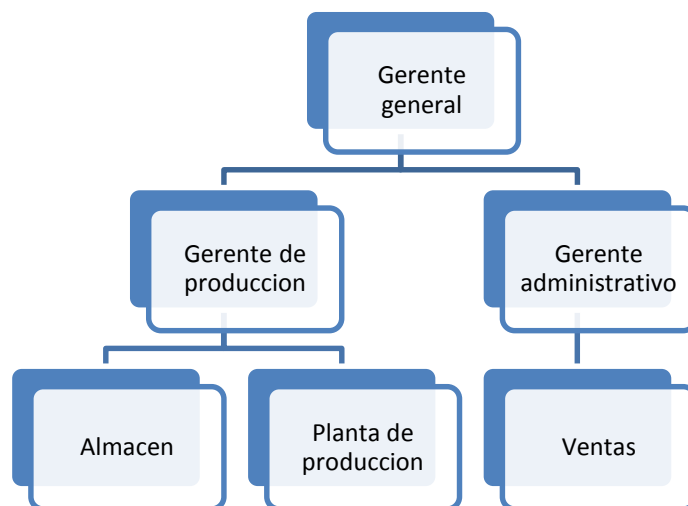 Gerente
general
Gerente de
produccion
Gerente
administrativo
Almacen
Planta de
produccion
Ventas